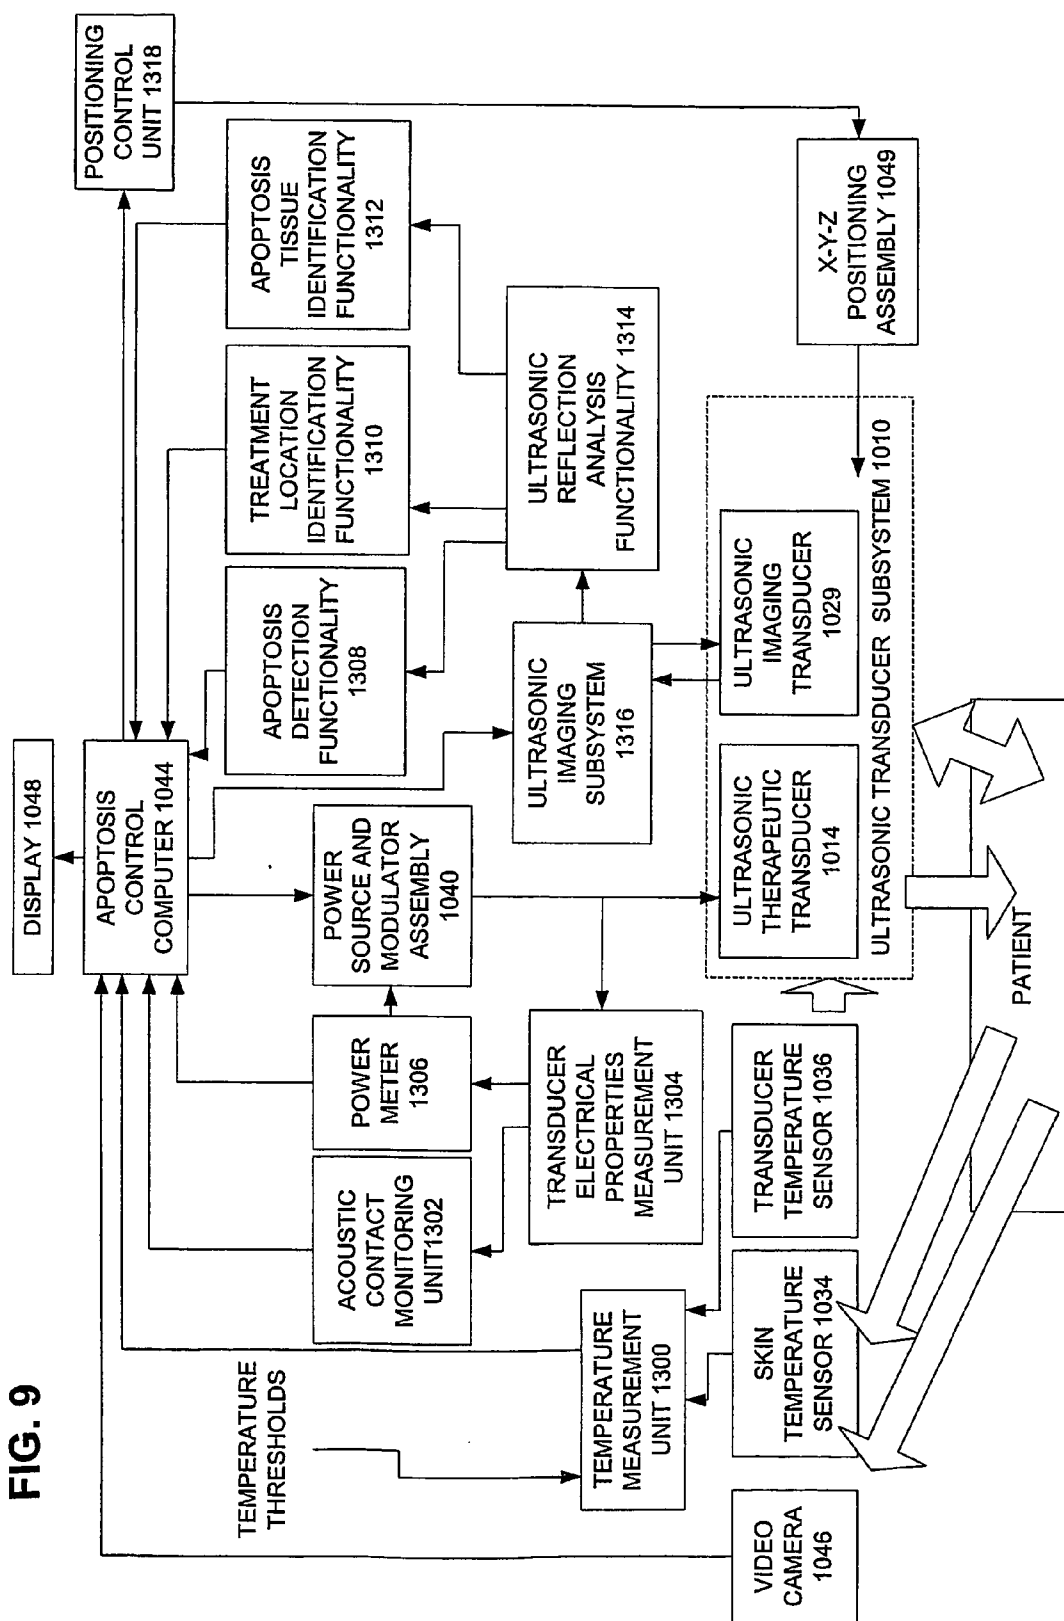 FIG. 9
DISPLAY 1048
APOPTOSIS
CONTROL
COMPUTER 1044
POSITIONING
CONTROL
UNIT 1318
TEMPERATURE
THRESHOLDS
ACOUSTIC
CONTACT
MONITORING
UNIT1302
POWER
METER
1306
POWER
SOURCE AND
MODULATOR
ASSEMBLY
1040
APOPTOSIS
DETECTION
FUNCTIONALITY
1308
TREATMENT
LOCATION
IDENTIFICATION
FUNCTIONALITY
1310
APOPTOSIS
TISSUE
IDENTIFICATION
FUNCTIONALITY
1312
TEMPERATURE
MEASUREMENT
UNIT 1300
TRANSDUCER
ELECTRICAL
PROPERTIES
MEASUREMENT
UNIT 1304
ULTRASONIC
IMAGING
SUBSYSTEM
1316
ULTRASONIC
REFLECTION
ANALYSIS
FUNCTIONALITY 1314
VIDEO
CAMERA
1046
SKIN
TEMPERATURE
SENSOR 1034
TRANSDUCER
TEMPERATURE
SENSOR 1036
ULTRASONIC
THERAPEUTIC
TRANSDUCER
1014
ULTRASONIC
IMAGING
TRANSDUCER
1029
ULTRASONIC TRANSDUCER SUBSYSTEM 1010
X-Y-Z
POSITIONING
ASSEMBLY 1049
PATIENT